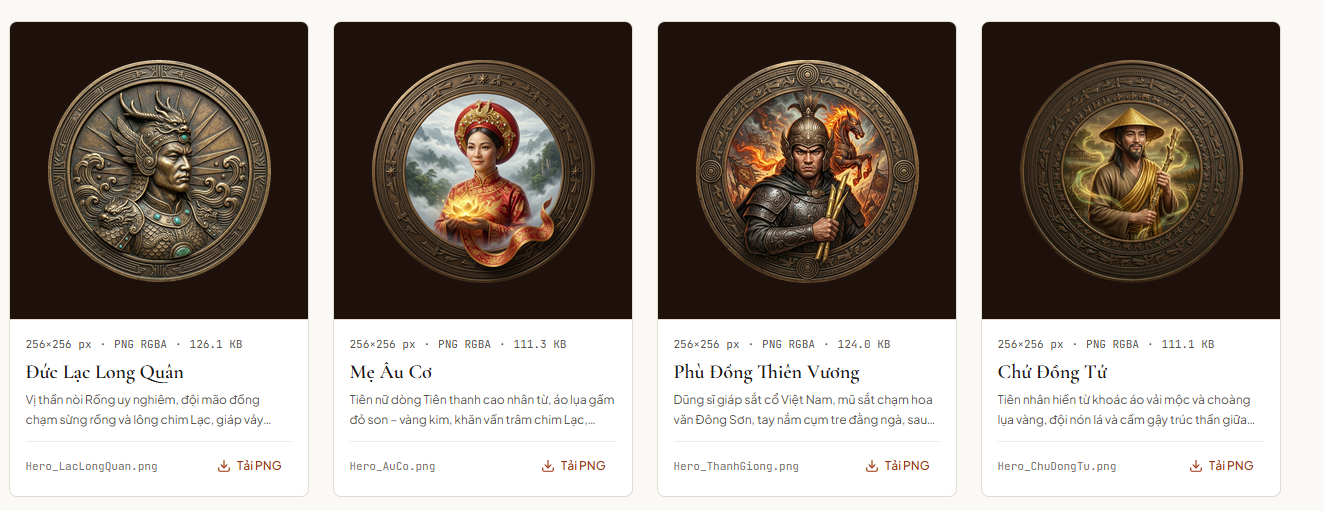 256×256 px · PNG RGBA · 126.1 KB
Đức Lạc Long Quân
Vị thần nòi Rồng uy nghiêm, đội mão đồng
chạm sừng rồng và lông chim Lạc, giáp vảy...
Hero_LacLongQuan.png
Tải PNG
256×256 px · PNG RGBA · 111.3 KB
Mẹ Âu Cơ
Tiên nữ dòng Tiên thanh cao nhân từ, áo lụa gấm
đỏ son – vàng kim, khăn vấn trâm chim Lạc,...
Hero_AuCo.png
Tải PNG
256×256 px · PNG RGBA · 124.0 KB
Phù Đổng Thiên Vương
Dũng sĩ giáp sắt cổ Việt Nam, mũ sắt chạm hoa
văn Đông Sơn, tay nắm cụm tre đằng ngà, sau...
Hero_ThanhGiong.png
Tải PNG
256×256 px · PNG RGBA · 111.1 KB
Chử Đồng Tử
Tiên nhân hiền từ khoác áo vải mộc và choàng
lụa vàng, đội nón lá và cầm gậy trúc thần giữa...
Hero_ChuDongTu.png
Tải PNG